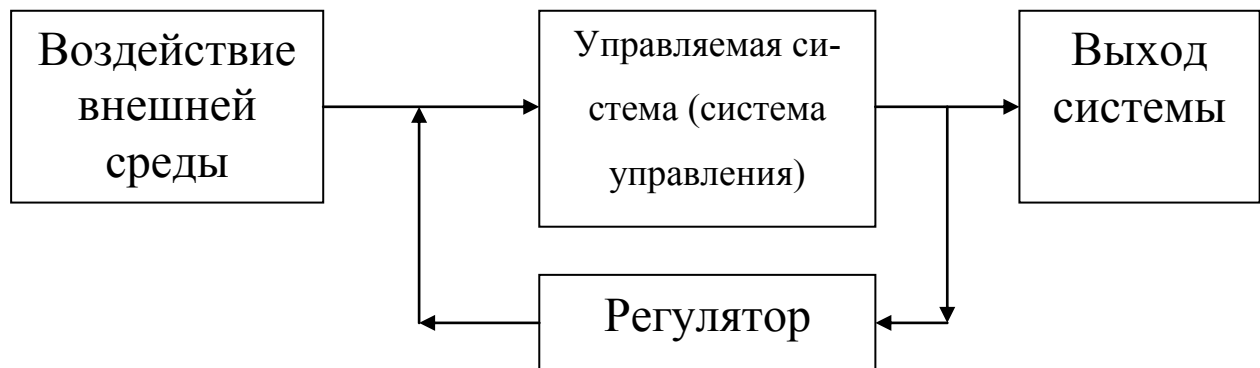 Воздействие
внешней
среды
Управляемая си-
стема (система
управления)
Выход
системы
Регулятор